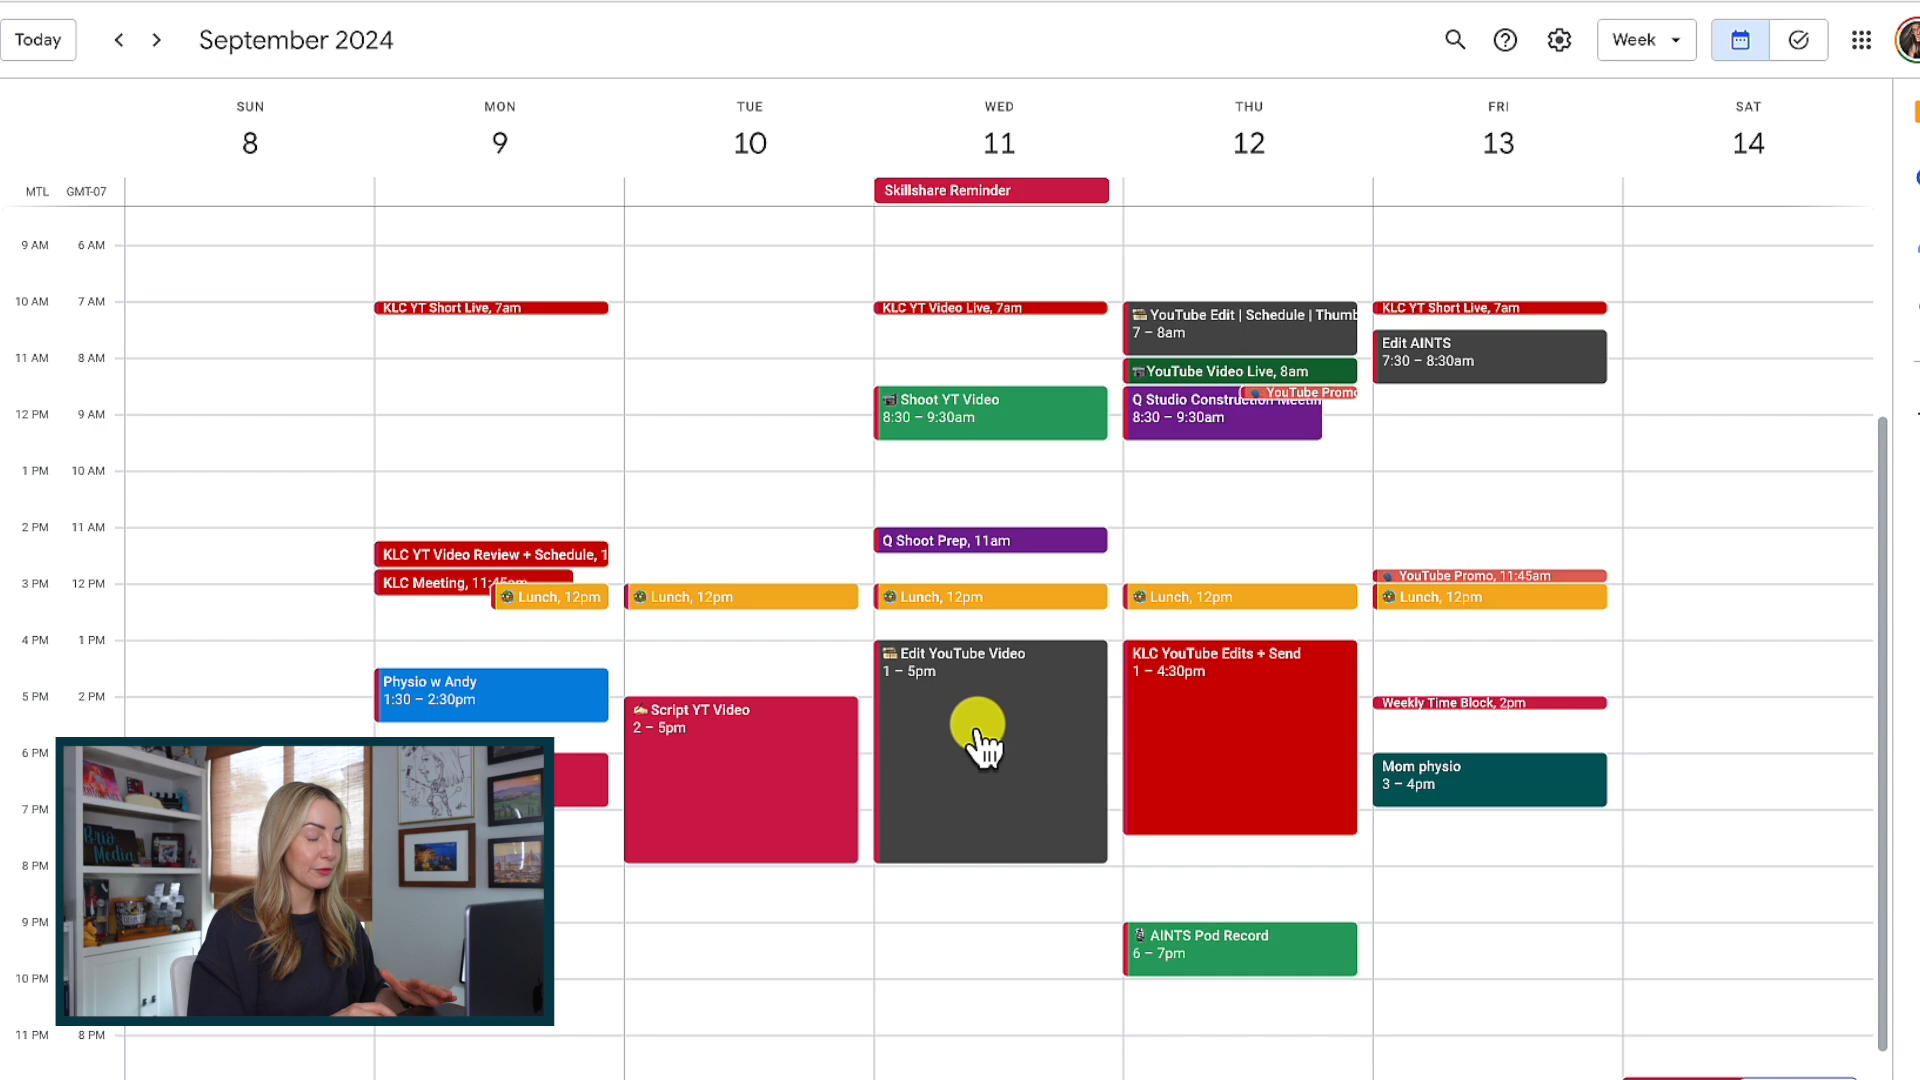 Today
September 2024
Week
SUN
8
MON
9
TUE
10
WED
11
THU
12
FRI
13
SAT
14
MTL GMT-07
Skillshare Reminder
9 AM 6 AM
10 AM 7 AM
11 AM 8 AM
12 PM 9 AM
1 PM 10 AM
2 PM 11 AM
3 PM 12 PM
4 PM 1 PM
5 PM 2 PM
6 PM
7 PM
8 PM
9 PM
10 PM
11 PM 8 PM
KLC YT Short Live, 7am
KLC YT Video Review + Schedule, 1
KLC Meeting, 11:45am
Lunch, 12pm
Physio w Andy
1:30 – 2:30pm
Lunch, 12pm
Script YT Video
2 – 5pm
KLC YT Video Live, 7am
Shoot YT Video
8:30 – 9:30am
Q Shoot Prep, 11am
Lunch, 12pm
Edit YouTube Video
1 – 5pm
YouTube Edit | Schedule | Thumb
7 – 8am
YouTube Video Live, 8am
YouTube Promo
Q Studio Construction Meetin
8:30 – 9:30am
Lunch, 12pm
KLC YouTube Edits + Send
1 – 4:30pm
AINTS Pod Record
6 – 7pm
KLC YT Short Live, 7am
Edit AINTS
7:30 – 8:30am
YouTube Promo, 11:45am
Lunch, 12pm
Weekly Time Block, 2pm
Mom physio
3 – 4pm
Brio
Media